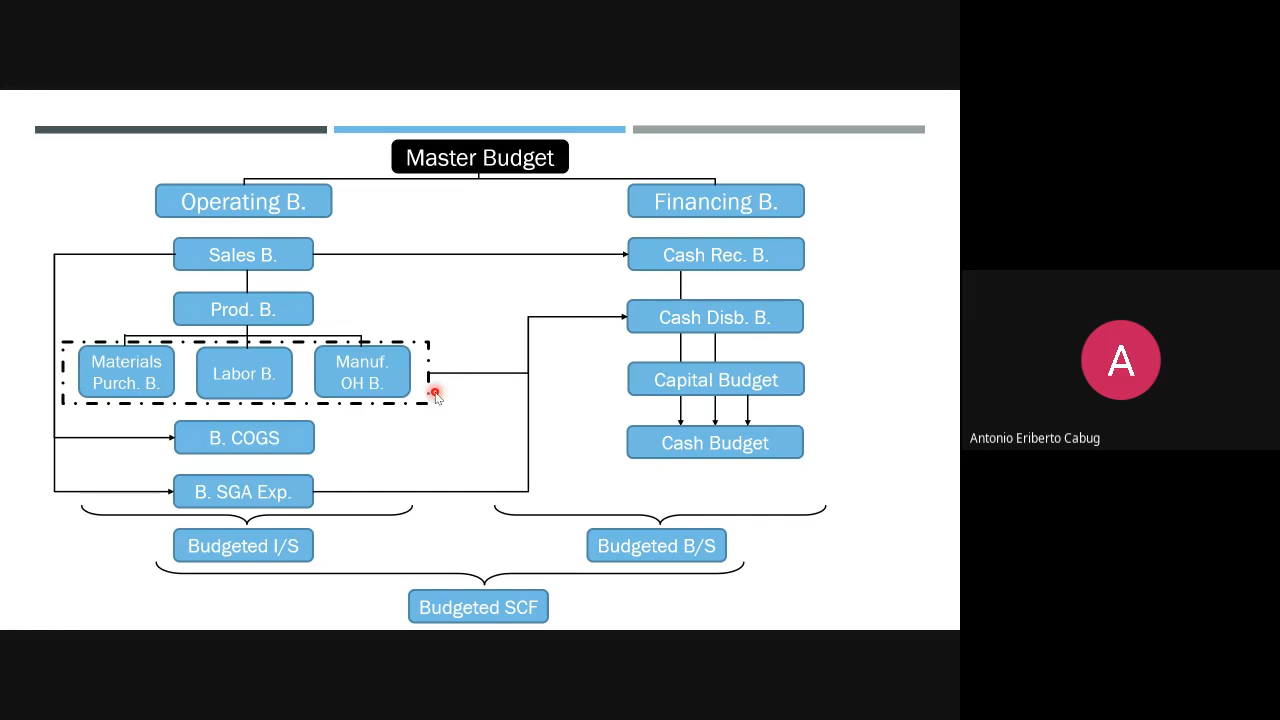 Master Budget
Operating B.
Financing B.
Sales B.
Cash Rec. B.
Prod. B.
Cash Disb. B.
Materials
Purch. B.
Labor B.
Manuf.
OH B.
Capital Budget
B. COGS
Cash Budget
B. SGA Exp.
Budgeted I/S
Budgeted B/S
Budgeted SCF
A
Antonio Eriberto Cabug